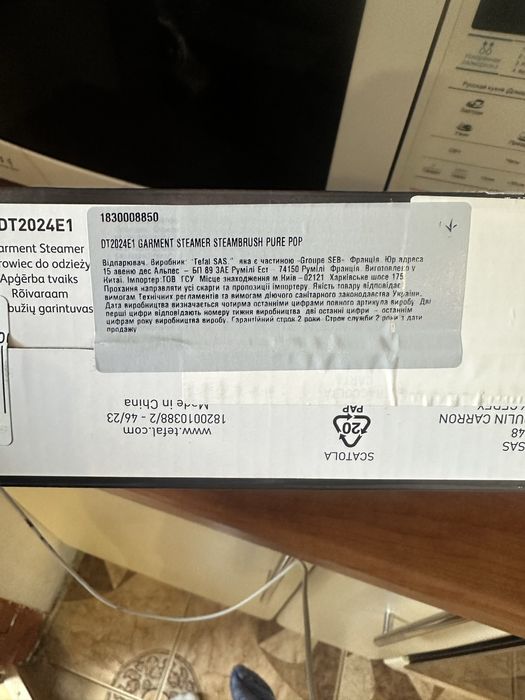 DT2024E1
arment Steamer
rowiec do odzieży
Apģērba tvaiks
Rõivaraam
bužių garintuvas
1830008850
DT2024E1 GARMENT STEAMER STEAMBRUSH PURE POP
Відпарювач. Виробник "Tefal SAS." яка є частиною -Groupe SEB- Франція. Юр адреса
15 авеню дес Альпес – БП 89 ЗАЕ Румілі Ест - 74150 Румілі Франція. Виготовлено у
Китаї. Імпортер ТОВ ГСУ Місце знаходження м.Київ –02121 Харківське шосе 175
Прохання направляти усі скарги та пропозиції імпортеру. Якість товару відповідає
вимогам Технічних регламентів та вимогам діючого санітарного законодавства України.
Дата виробництва визначається чотирма останніми цифрами повного артикула виробу. Дві
перші цифри відповідають номеру тижня виробництва дві останні цифри – останнім
цифрам року виробництва виробу. Гарантійний строк 2 роки. Строк служби 2 роки з дати
продажу
SAS
48
ULIN CARRON
SCATOLA
20
PAP
www.tefal.com
1820010388/2 - 46/23
Made in China